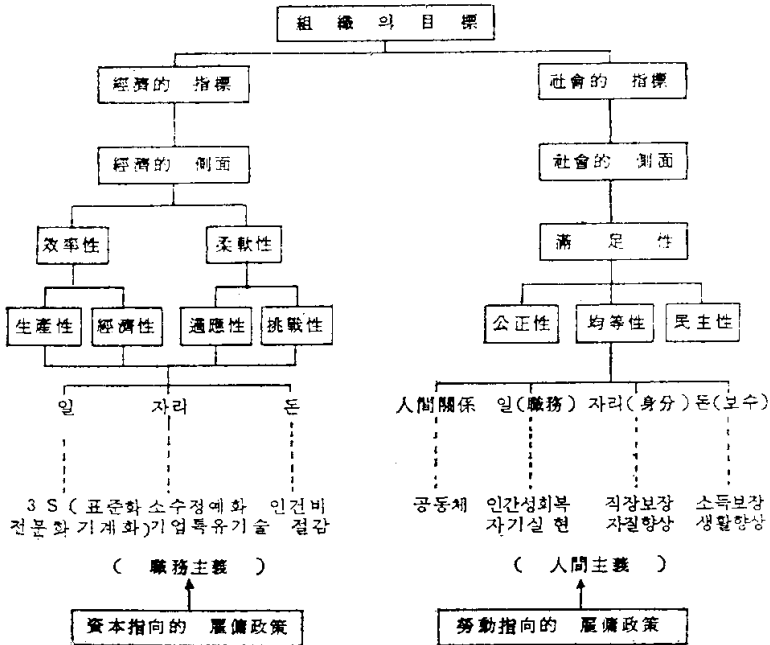 組織의 目標
經濟的 指標 社會的 指標
經濟的 側面 社會的 側面
效率性 柔軟性 滿足性
生產性 經濟性 適應性 挑戰性 公正性 均等性 民主性
일 자리 돈 人間關係 일(職務) 자리(身分) 돈(보수)
3S(표준화 소수정예화 인건비 공동체 인간성회복 직장보장 소득보장
전문화 기계화) 기업특유기술 절감 자기실현 자질향상 생활향상
(職務主義) (人間主義)
資本指向的 雇傭政策 勞動指向的 雇傭政策